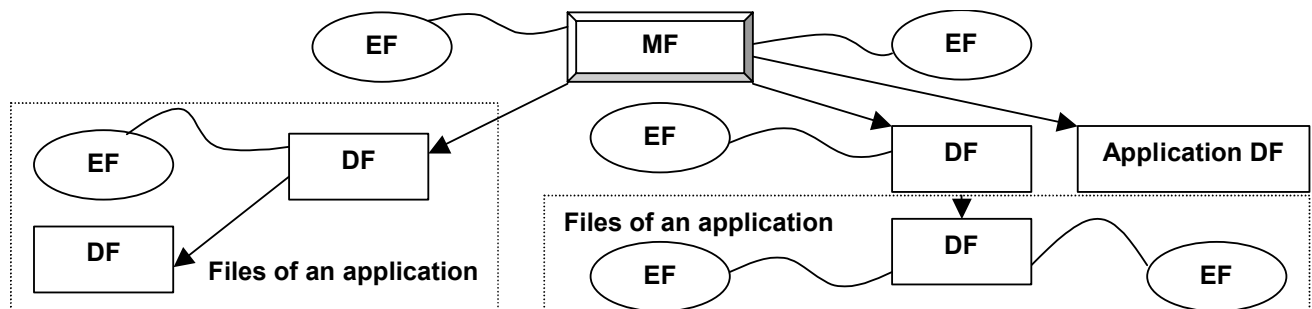 EF
MF
EF
EF
DF
EF
DF
Application DF
DF
Files of an application
Files of an application
DF
EF
EF